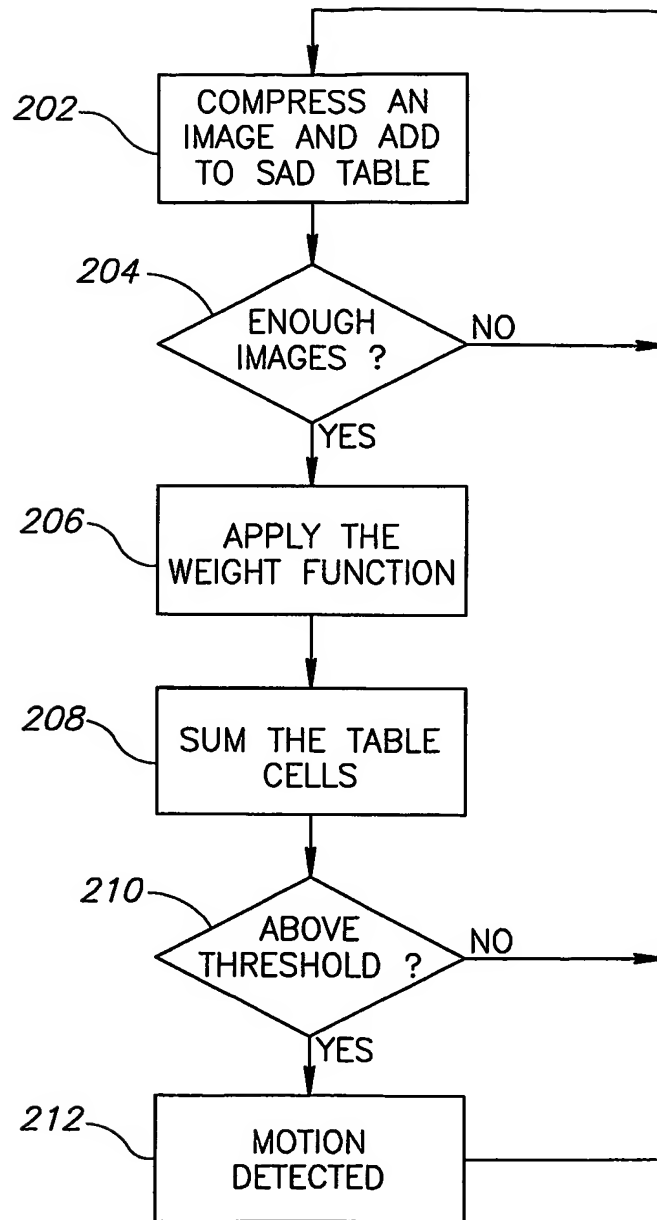 202
COMPRESS AN
IMAGE AND ADD
TO SAD TABLE
204
ENOUGH
IMAGES ?
NO
YES
206
APPLY THE
WEIGHT FUNCTION
208
SUM THE TABLE
CELLS
210
ABOVE
THRESHOLD ?
NO
YES
212
MOTION
DETECTED